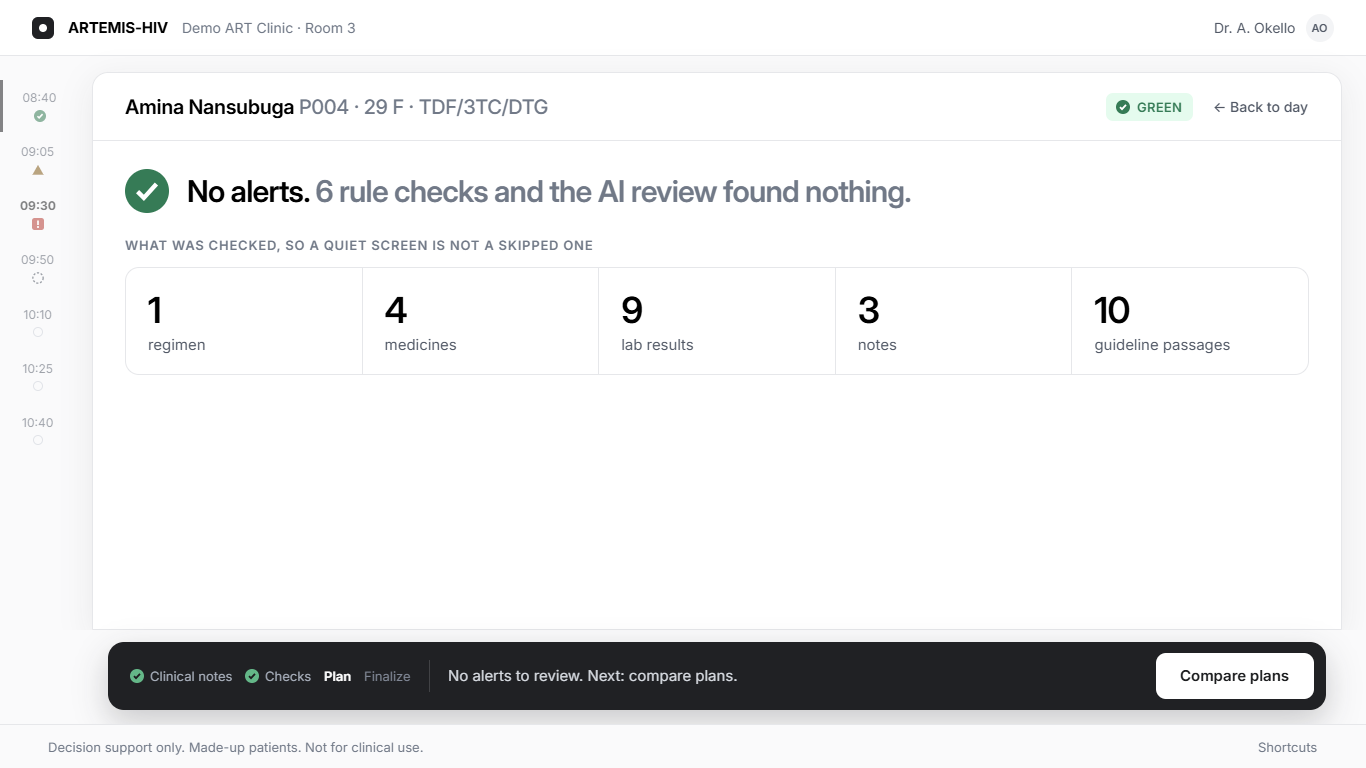 ARTEMIS-HIV Demo ART Clinic · Room 3 Dr. A. Okello AO
08:40
09:05
09:30
09:50
10:10
10:25
10:40
Amina Nansubuga P004 · 29 F · TDF/3TC/DTG GREEN ← Back to day
No alerts. 6 rule checks and the AI review found nothing.
WHAT WAS CHECKED, SO A QUIET SCREEN IS NOT A SKIPPED ONE
1 4 9 3 10
regimen medicines lab results notes guideline passages
Clinical notes Checks Plan Finalize No alerts to review. Next: compare plans. Compare plans
Decision support only. Made-up patients. Not for clinical use. Shortcuts